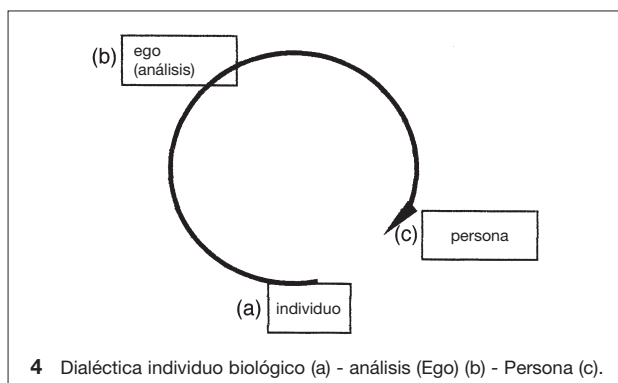 (b) ego
(análisis)
(c) persona
(a) individuo
4 Dialéctica individuo biológico (a) - análisis (Ego) (b) - Persona (c).